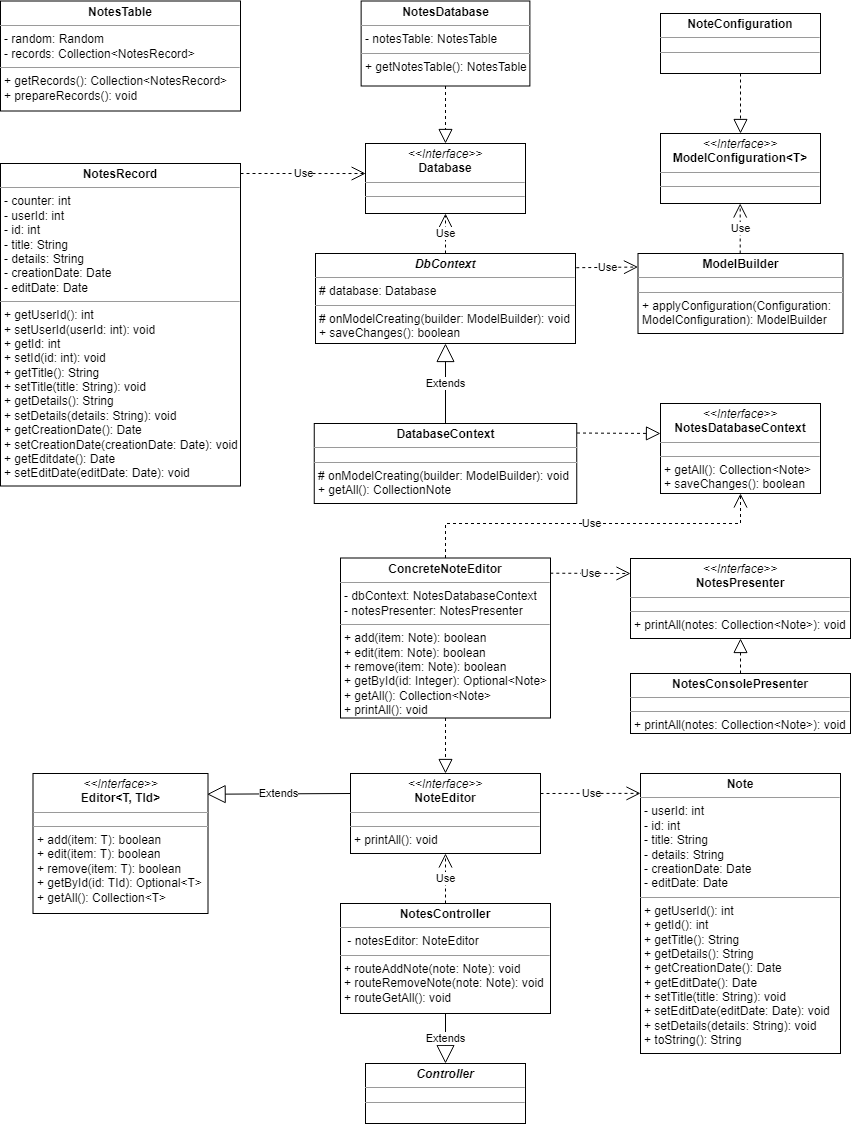 NotesTable
- random: Random
- records: Collection<NotesRecord>
+ getRecords(): Collection<NotesRecord>
+ prepareRecords(): void
NotesDatabase
- notesTable: NotesTable
+ getNotesTable(): NotesTable
NoteConfiguration
<<Interface>>
Database
<<Interface>>
ModelConfiguration<T>
NotesRecord
- counter: int
- userId: int
- id: int
- title: String
- details: String
- creationDate: Date
- editDate: Date
+ getUserId(): int
+ setUserId(userId: int): void
+ getId: int
+ setId(id: int): void
+ getTitle(): String
+ setTitle(title: String): void
+ getDetails(): String
+ setDetails(details: String): void
+ getCreationDate(): Date
+ setCreationDate(creationDate: Date): void
+ getEditdate(): Date
+ setEditDate(editDate: Date): void
Use
Use
Use
DbContext
# database: Database
# onModelCreating(builder: ModelBuilder): void
+ saveChanges(): boolean
Use
ModelBuilder
+ applyConfiguration(Configuration:
ModelConfiguration): ModelBuilder
Extends
DatabaseContext
# onModelCreating(builder: ModelBuilder): void
+ getAll(): CollectionNote
<<Interface>>
NotesDatabaseContext
+ getAll(): Collection<Note>
+ saveChanges(): boolean
Use
ConcreteNoteEditor
- dbContext: NotesDatabaseContext
- notesPresenter: NotesPresenter
+ add(item: Note): boolean
+ edit(item: Note): boolean
+ remove(item: Note): boolean
+ getById(id: Integer): Optional<Note>
+ getAll(): Collection<Note>
+ printAll(): void
Use
<<Interface>>
NotesPresenter
+ printAll(notes: Collection<Note>): void
NotesConsolePresenter
+ printAll(notes: Collection<Note>): void
<<Interface>>
Editor<T, TId>
+ add(item: T): boolean
+ edit(item: T): boolean
+ remove(item: T): boolean
+ getById(id: TId): Optional<T>
+ getAll(): Collection<T>
Extends
<<Interface>>
NoteEditor
+ printAll(): void
Use
Note
- userId: int
- id: int
- title: String
- details: String
- creationDate: Date
- editDate: Date
+ getUserId(): int
+ getId(): int
+ getTitle(): String
+ getDetails(): String
+ getCreationDate(): Date
+ getEditDate(): Date
+ setTitle(title: String): void
+ setEditDate(editDate: Date): void
+ setDetails(details: String): void
+ toString(): String
Use
NotesController
- notesEditor: NoteEditor
+ routeAddNote(note: Note): void
+ routeRemoveNote(note: Note): void
+ routeGetAll(): void
Extends
Controller